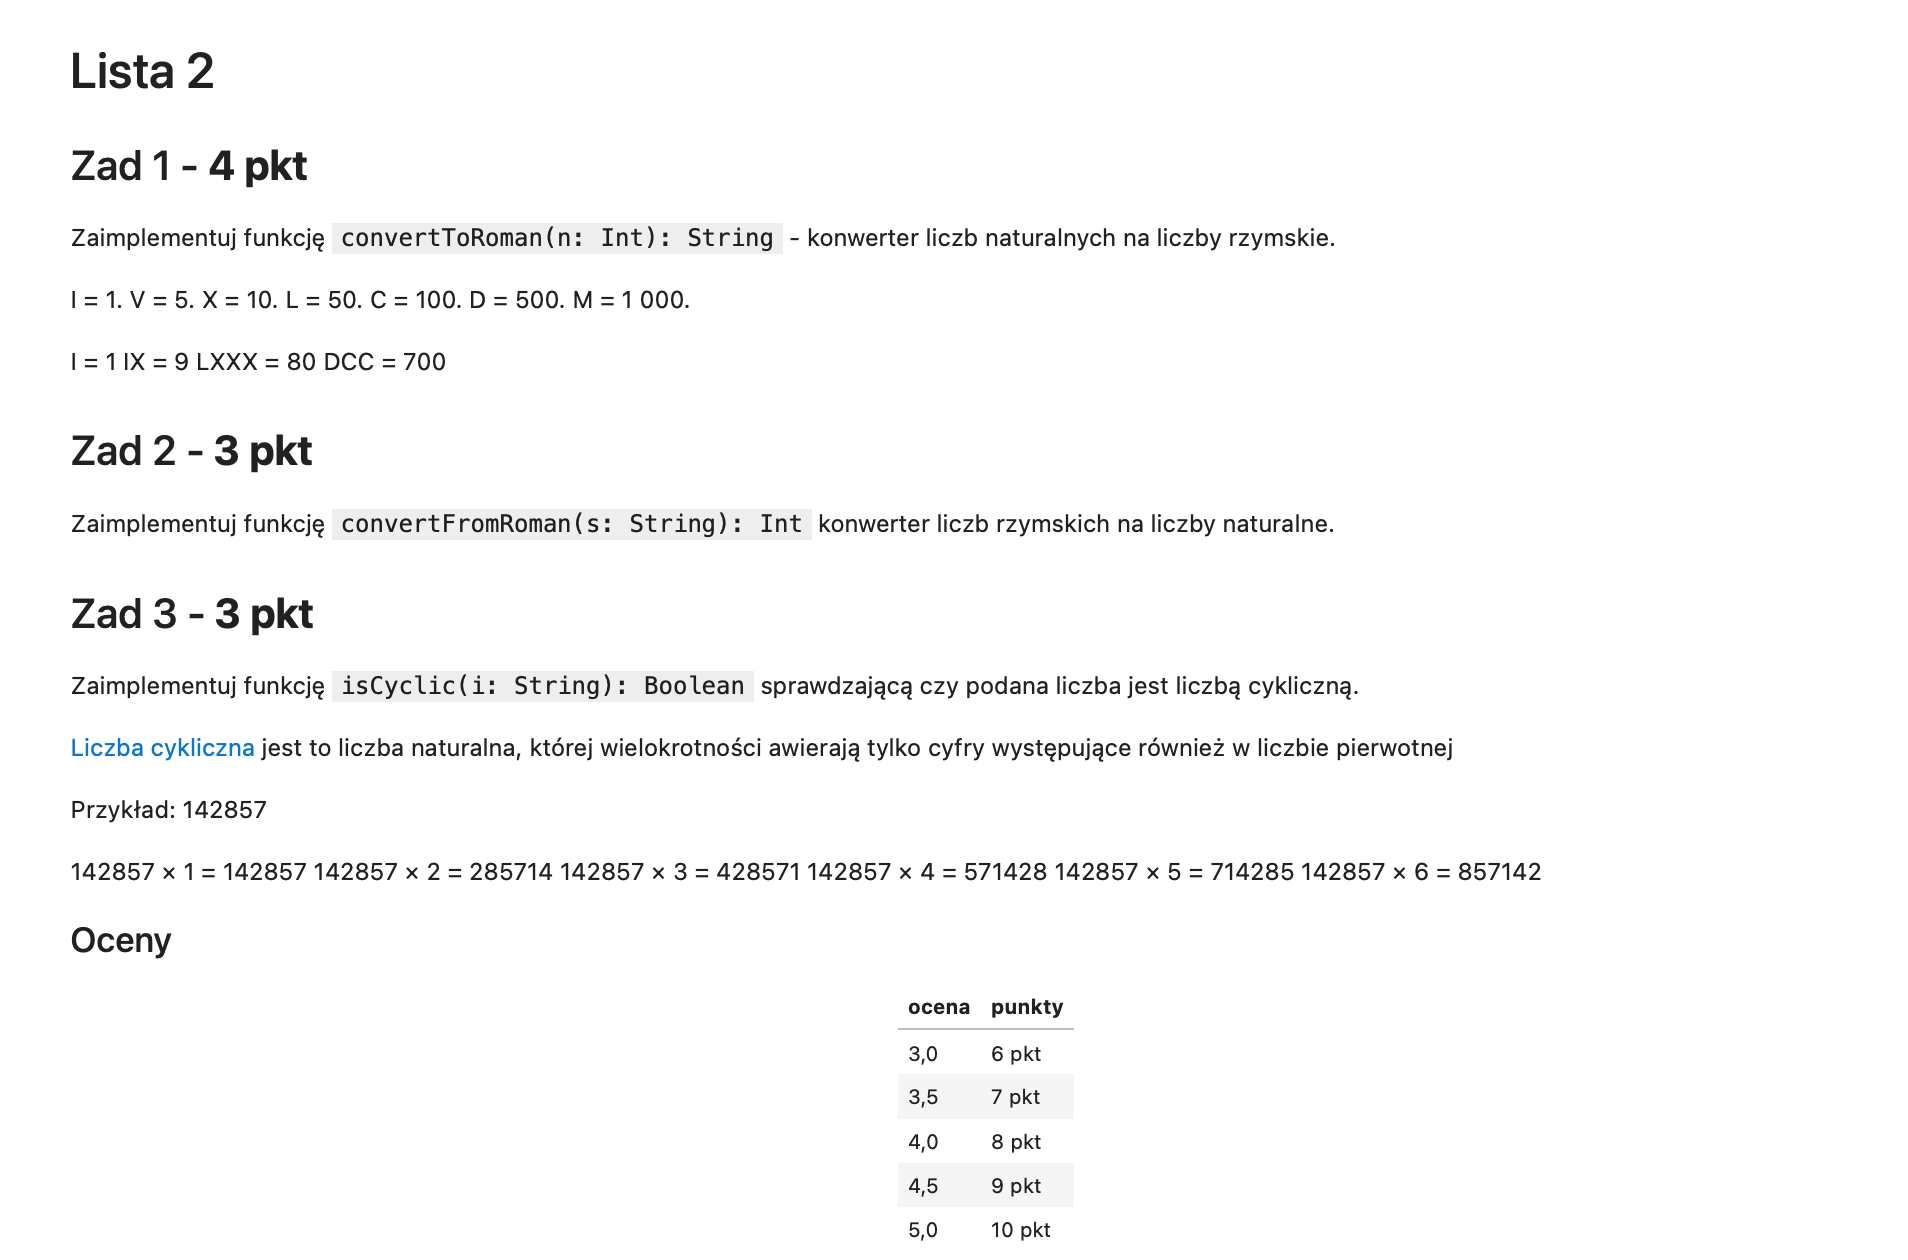 Lista 2
Zad 1 - 4 pkt
Zaimplementuj funkcję convertToRoman(n: Int): String - konwerter liczb naturalnych na liczby rzymskie.
I = 1. V = 5. X = 10. L = 50. C = 100. D = 500. M = 1 000.
I = 1 IX = 9 LXXX = 80 DCC = 700
Zad 2 - 3 pkt
Zaimplementuj funkcję convertFromRoman(s: String): Int konwerter liczb rzymskich na liczby naturalne.
Zad 3 - 3 pkt
Zaimplementuj funkcję isCyclic(i: String): Boolean sprawdzającą czy podana liczba jest liczbą cykliczną.
Liczba cykliczna jest to liczba naturalna, której wielokrotności awierają tylko cyfry występujące również w liczbie pierwotnej
Przykład: 142857
142857 × 1 = 142857 142857 × 2 = 285714 142857 × 3 = 428571 142857 × 4 = 571428 142857 × 5 = 714285 142857 × 6 = 857142
Oceny
ocena punkty
3,0 6 pkt
3,5 7 pkt
4,0 8 pkt
4,5 9 pkt
5,0 10 pkt